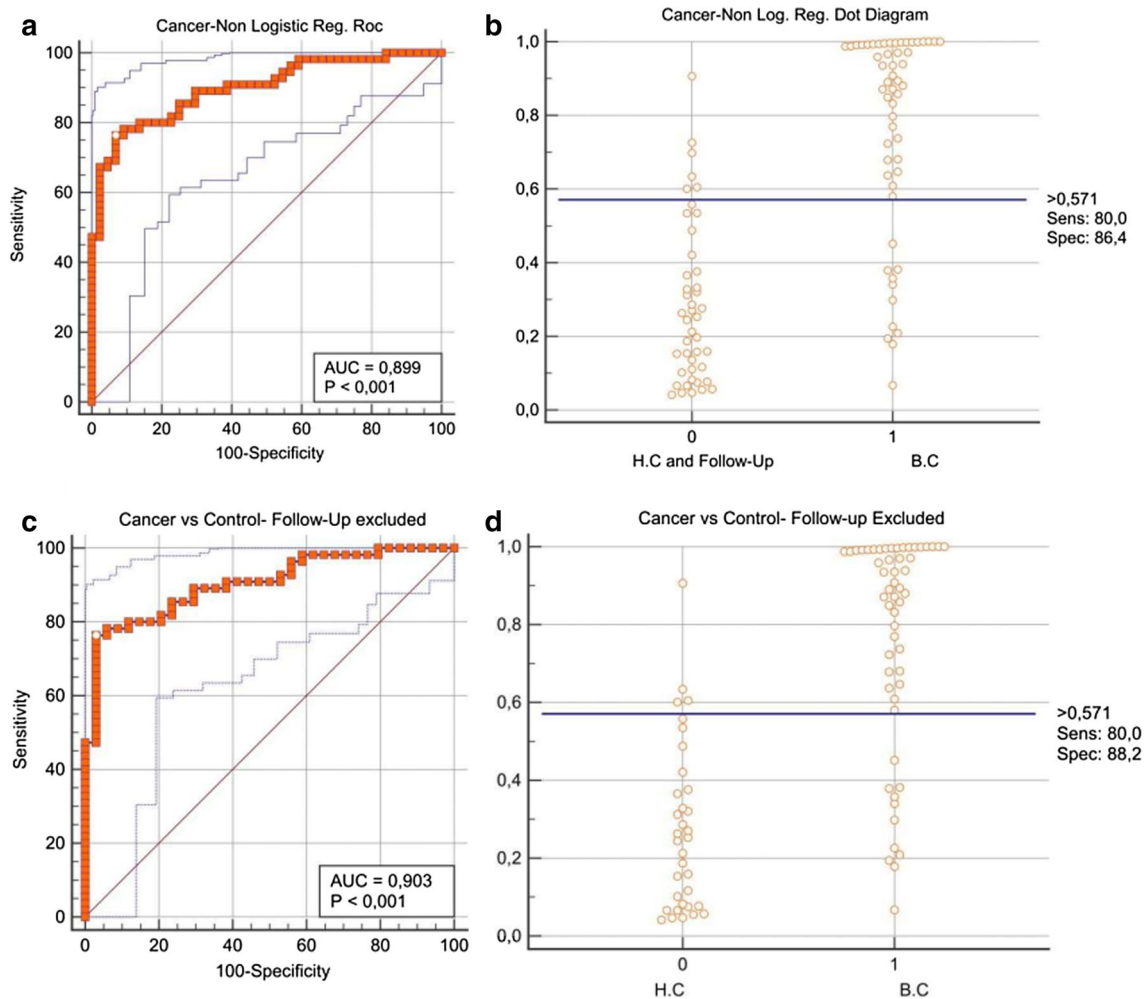 a
Cancer-Non Logistic Reg. Roc
100
80
60
40
20
0
Sensitivity
AUC = 0,899
P < 0,001
0 20 40 60 80 100
100-Specificity
b
Cancer-Non Log. Reg. Dot Diagram
1,0
0,8
0,6
0,4
0,2
0,0
>0,571
Sens: 80,0
Spec: 86,4
0 1
H.C and Follow-Up B.C
c
Cancer vs Control- Follow-Up excluded
100
80
60
40
20
0
Sensitivity
AUC = 0,903
P < 0,001
0 20 40 60 80 100
100-Specificity
d
Cancer vs Control- Follow-up Excluded
1,0
0,8
0,6
0,4
0,2
0,0
>0,571
Sens: 80,0
Spec: 88,2
0 1
H.C B.C